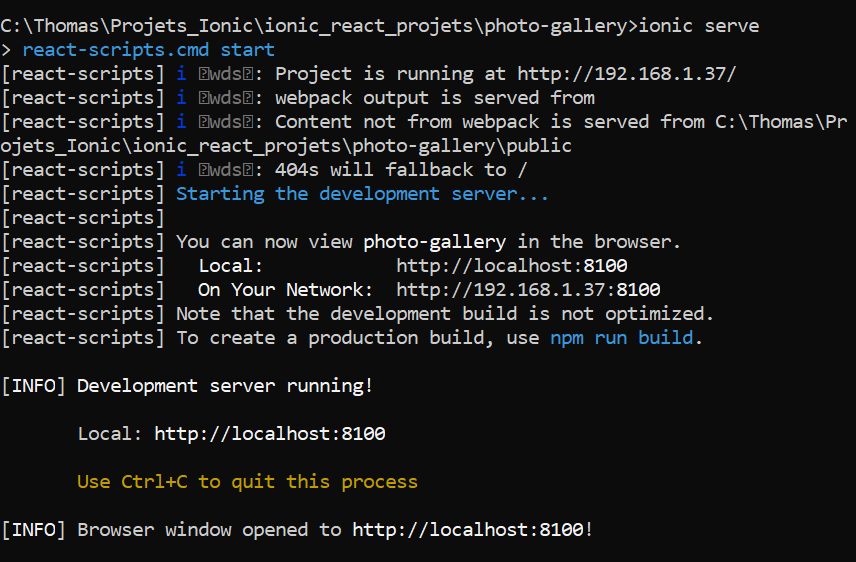 C:\Thomas\Projets_Ionic\ionic_react_projets\photo-gallery>ionic serve
> react-scripts.cmd start
[react-scripts] i ｢wds｣: Project is running at http://192.168.1.37/
[react-scripts] i ｢wds｣: webpack output is served from
[react-scripts] i ｢wds｣: Content not from webpack is served from C:\Thomas\Pr
ojets_Ionic\ionic_react_projets\photo-gallery\public
[react-scripts] i ｢wds｣: 404s will fallback to /
[react-scripts] Starting the development server...
[react-scripts]
[react-scripts] You can now view photo-gallery in the browser.
[react-scripts]   Local:            http://localhost:8100
[react-scripts]   On Your Network:  http://192.168.1.37:8100
[react-scripts] Note that the development build is not optimized.
[react-scripts] To create a production build, use npm run build.
[INFO] Development server running!
Local: http://localhost:8100
Use Ctrl+C to quit this process
[INFO] Browser window opened to http://localhost:8100!